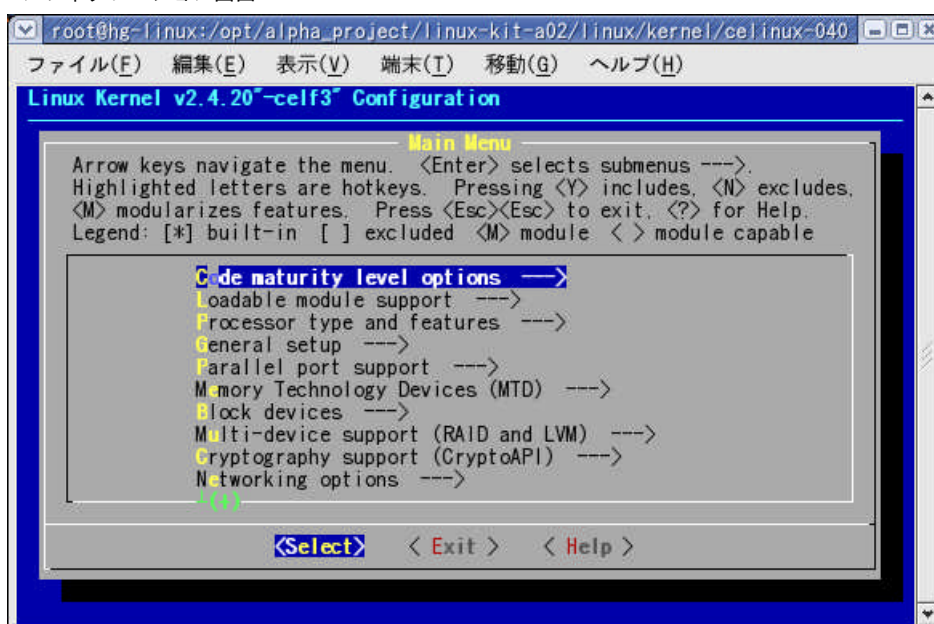 root@hg-linux:/opt/alpha_project/linux-kit-a02/linux/kernel/celinux-040
ファイル(F) 編集(E) 表示(V) 端末(T) 移動(G) ヘルプ(H)
Linux Kernel v2.4.20"-celf3" Configuration
Main Menu
Arrow keys navigate the menu. <Enter> selects submenus --->.
Highlighted letters are hotkeys. Pressing <Y> includes, <N> excludes,
<M> modularizes features. Press <Esc><Esc> to exit, <?> for Help.
Legend: [*] built-in [ ] excluded <M> module < > module capable
Code maturity level options --->
Loadable module support --->
Processor type and features --->
General setup --->
Parallel port support --->
Memory Technology Devices (MTD) --->
Block devices --->
Multi-device support (RAID and LVM) --->
Cryptography support (CryptoAPI) --->
Networking options --->
(+)
<Select> < Exit > < Help >